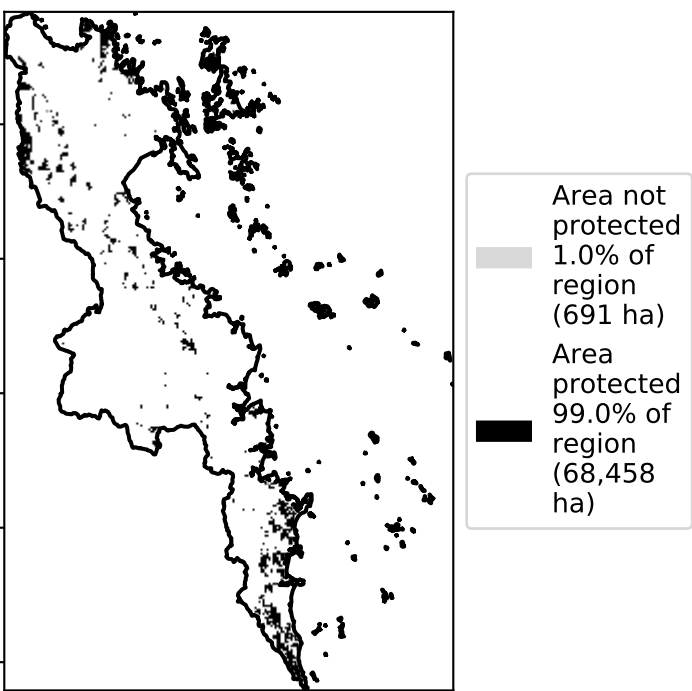 Area not
protected
1.0% of
region
(691 ha)
Area
protected
99.0% of
region
(68,458
ha)